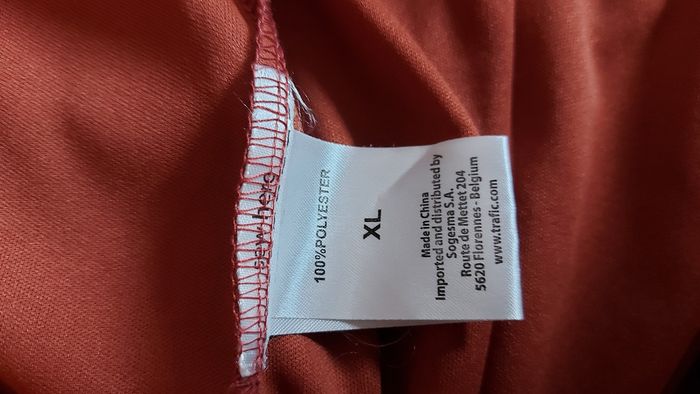 sew here
100%POLYESTER
XL
Made in China
Imported and distributed by
Sogesma S.A.
Route de Mettet 204
5620 Florennes - Belgium
www.trafic.com